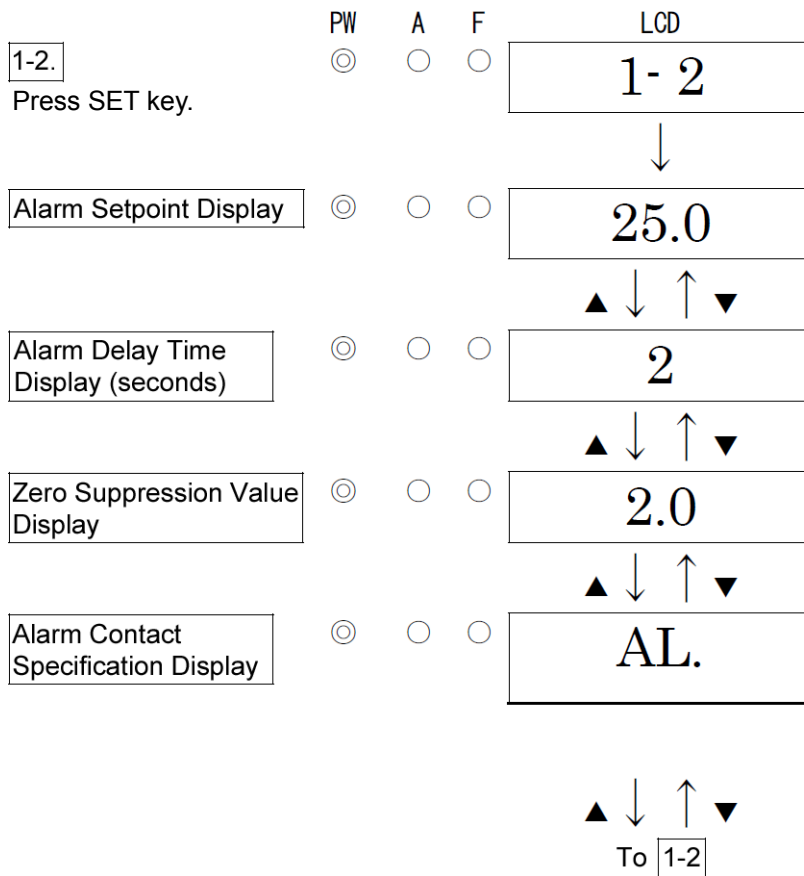 PW A F LCD
1-2. ◎ ○ ○ 1- 2
Press SET key.
↓
Alarm Setpoint Display ◎ ○ ○ 25.0
▲ ↓ ↑ ▼
Alarm Delay Time ◎ ○ ○ 2
Display (seconds)
▲ ↓ ↑ ▼
Zero Suppression Value ◎ ○ ○ 2.0
Display
▲ ↓ ↑ ▼
Alarm Contact ◎ ○ ○ AL.
Specification Display
▲ ↓ ↑ ▼
To 1-2